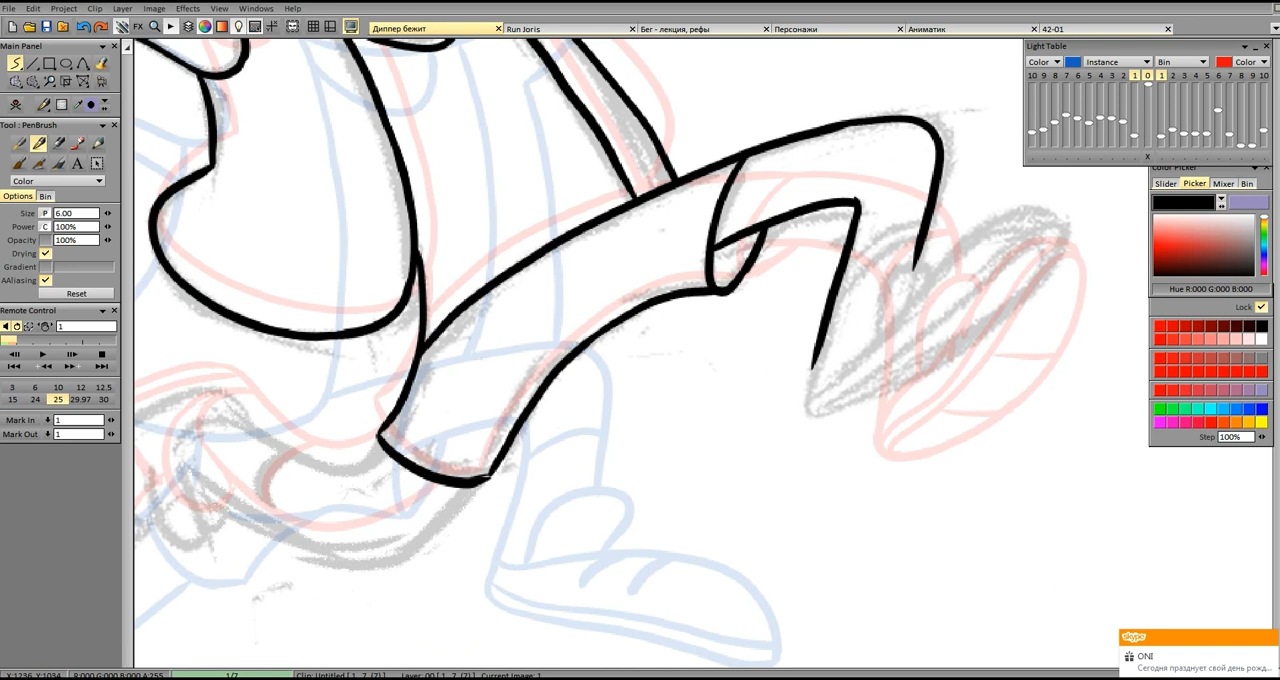 File Edit Project Clip Layer Image Effects View Windows Help
FX
Диппер бежит × Run Joris × Бег - лекция, рефы × Персонажи × Аниматик × 42-01 ×
Main Panel
Tool : PenBrush
Color
Options Bin
Size P 6.00
Power C 100%
Opacity 100%
Drying
Gradient
AAliasing
Reset
Remote Control
1
3 6 10 12 12.5
15 24 25 29.97 30
Mark In 1
Mark Out 1
Light Table
Color Instance Bin Color
10 9 8 7 6 5 4 3 2 1 0 1 2 3 4 5 6 7 8 9 10
X
Color Picker
Slider Picker Mixer Bin
Hue R:000 G:000 B:000
Lock
Step 100%
skype
ONI
Сегодня празднует свой день рожд...
X:1236, Y:1034 R:000 G:000 B:000 A:255 1/7 Clip: Untitled [ 1, 7 (7)] Layer: 00 [ 1, 7 (7)] Current Image: 1